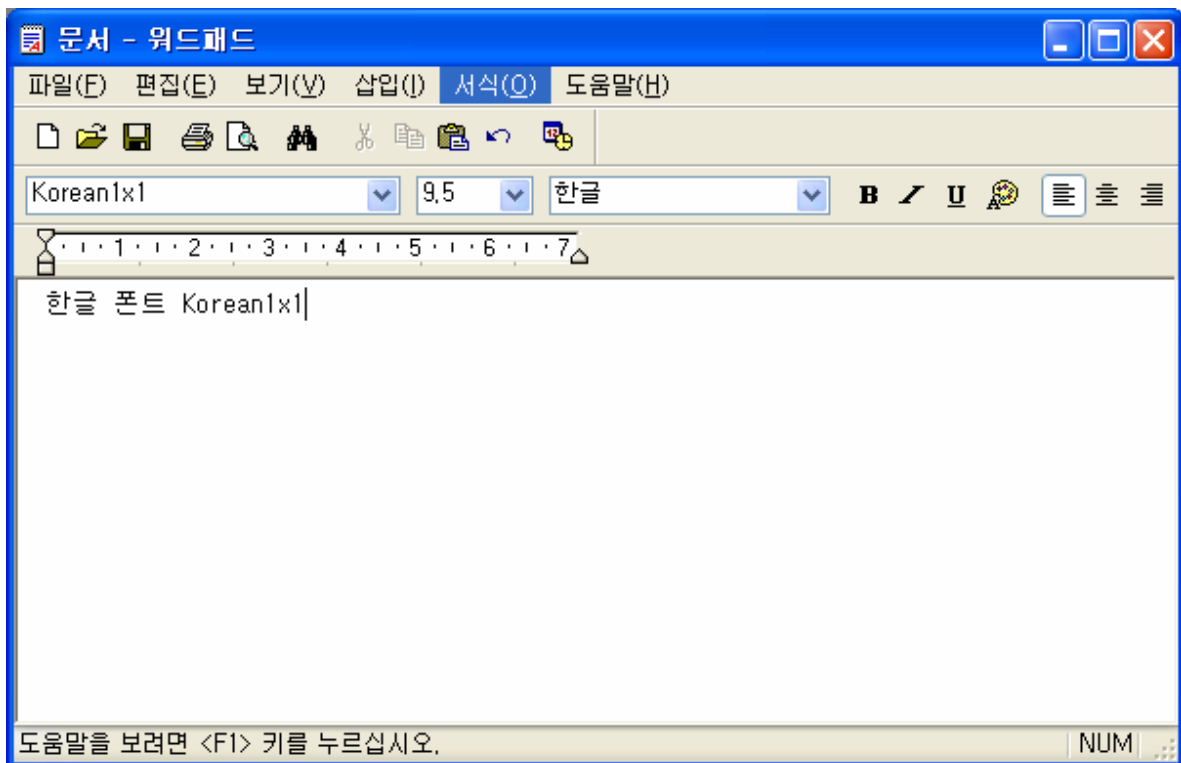 문서 - 워드패드
파일(F) 편집(E) 보기(V) 삽입(I) 서식(O) 도움말(H)
Korean1x1 9.5 한글 B / U
1 2 3 4 5 6 7
한글 폰트 Korean1x1
도움말을 보려면 <F1> 키를 누르십시오. NUM